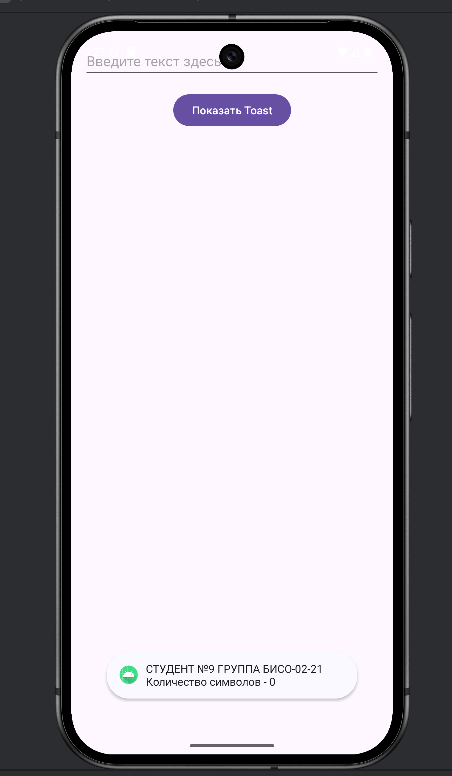 Введите текст здесь
Показать Toast
СТУДЕНТ №9 ГРУППА БИСО-02-21
Количество символов - 0